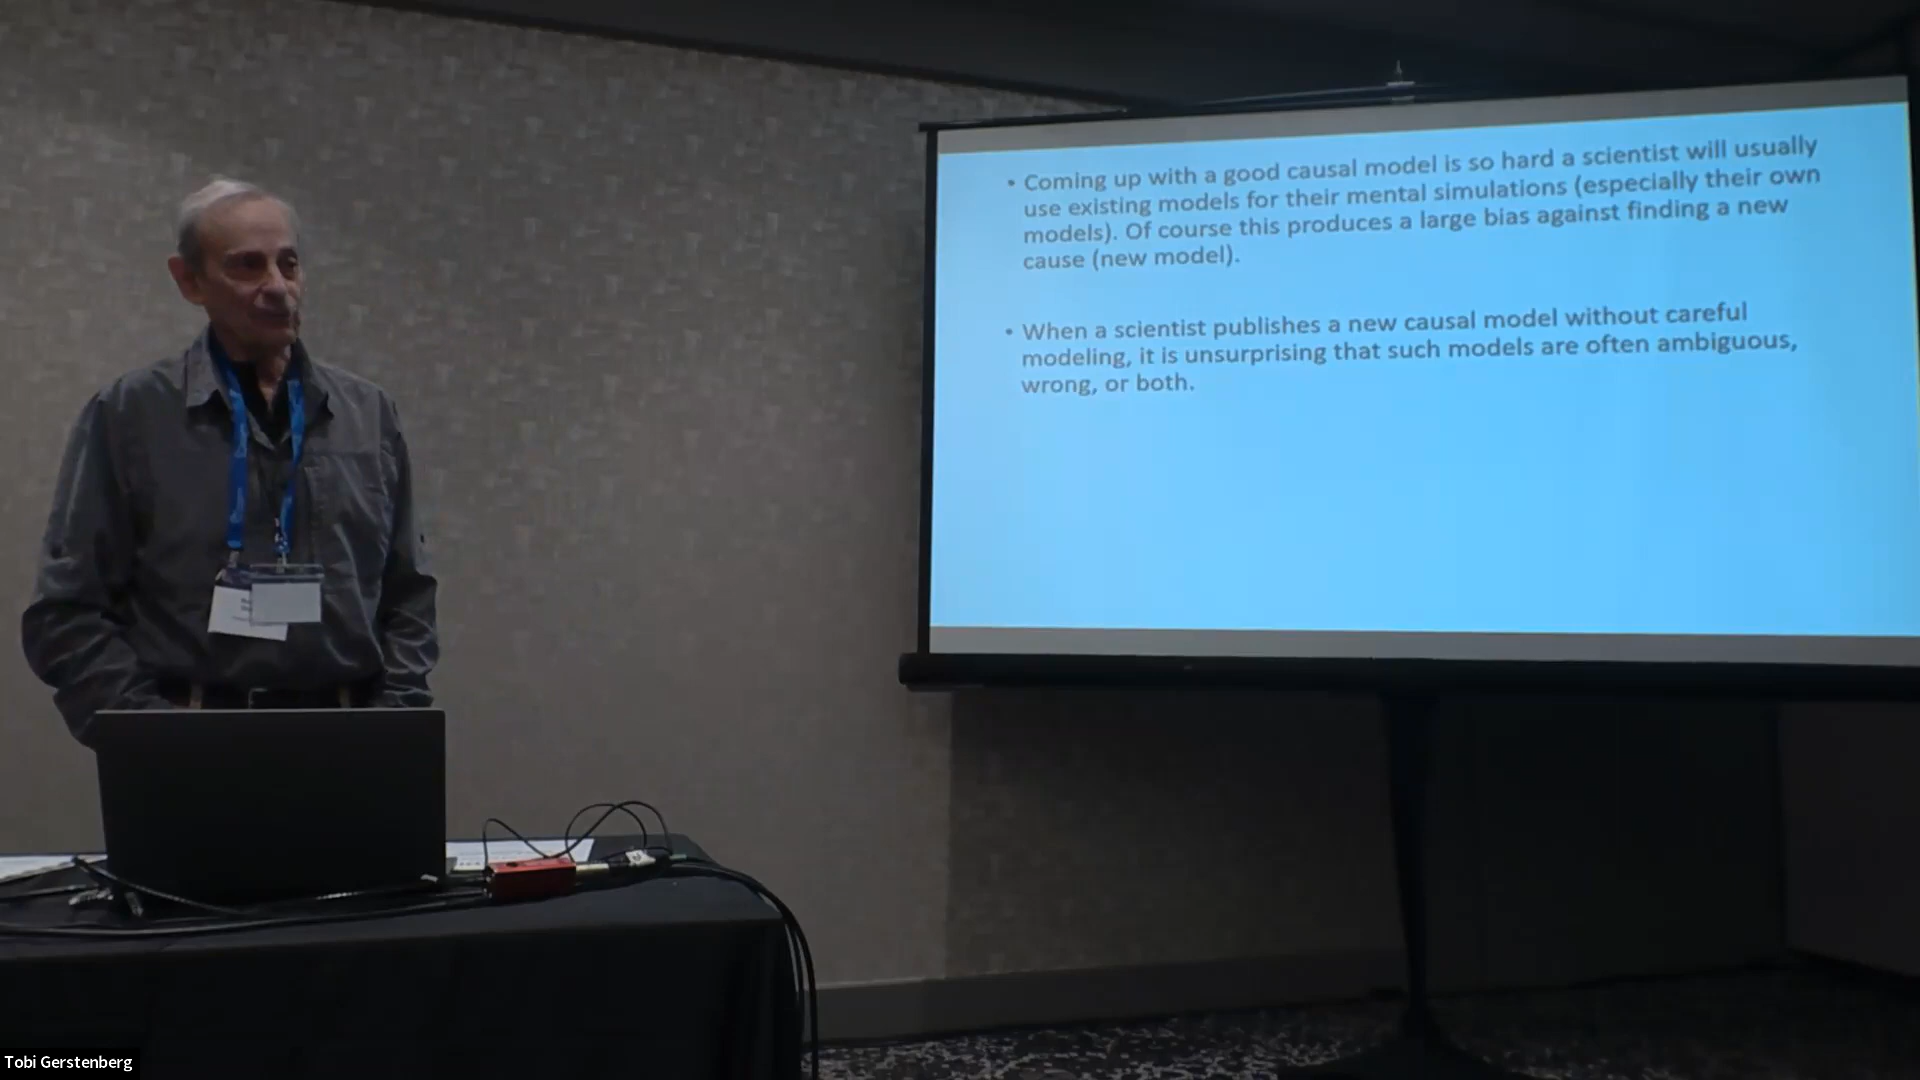 • Coming up with a good causal model is so hard a scientist will usually
use existing models for their mental simulations (especially their own
models). Of course this produces a large bias against finding a new
cause (new model).
• When a scientist publishes a new causal model without careful
modeling, it is unsurprising that such models are often ambiguous,
wrong, or both.
Tobi Gerstenberg